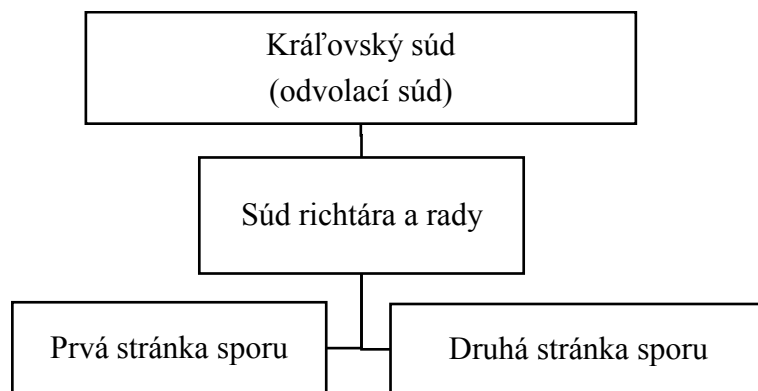 Kráľovský súd
(odvolací súd)
Súd richtára a rady
Prvá stránka sporu
Druhá stránka sporu